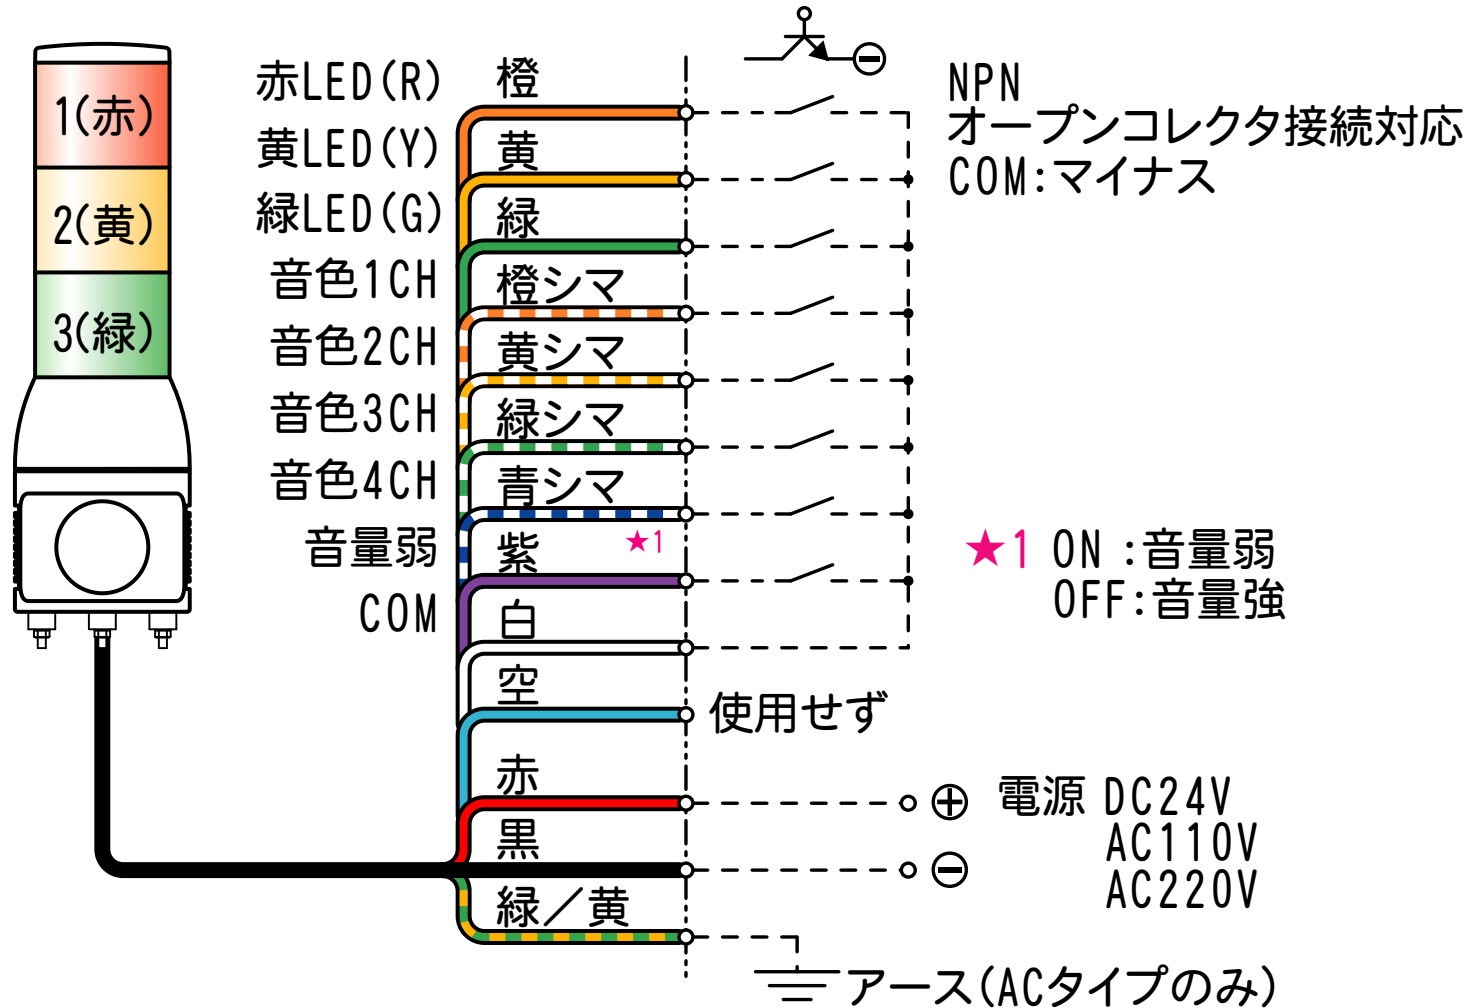 1(赤)
2(黄)
3(緑)
赤LED(R)
黄LED(Y)
緑LED(G)
音色1CH
音色2CH
音色3CH
音色4CH
音量弱
COM
橙
黄
緑
橙シマ
黄シマ
緑シマ
青シマ
紫 ★1
白
空
赤
黒
緑／黄
NPN
オープンコレクタ接続対応
COM:マイナス
★1 ON :音量弱
OFF:音量強
使用せず
電源 DC24V
AC110V
AC220V
アース(ACタイプのみ)